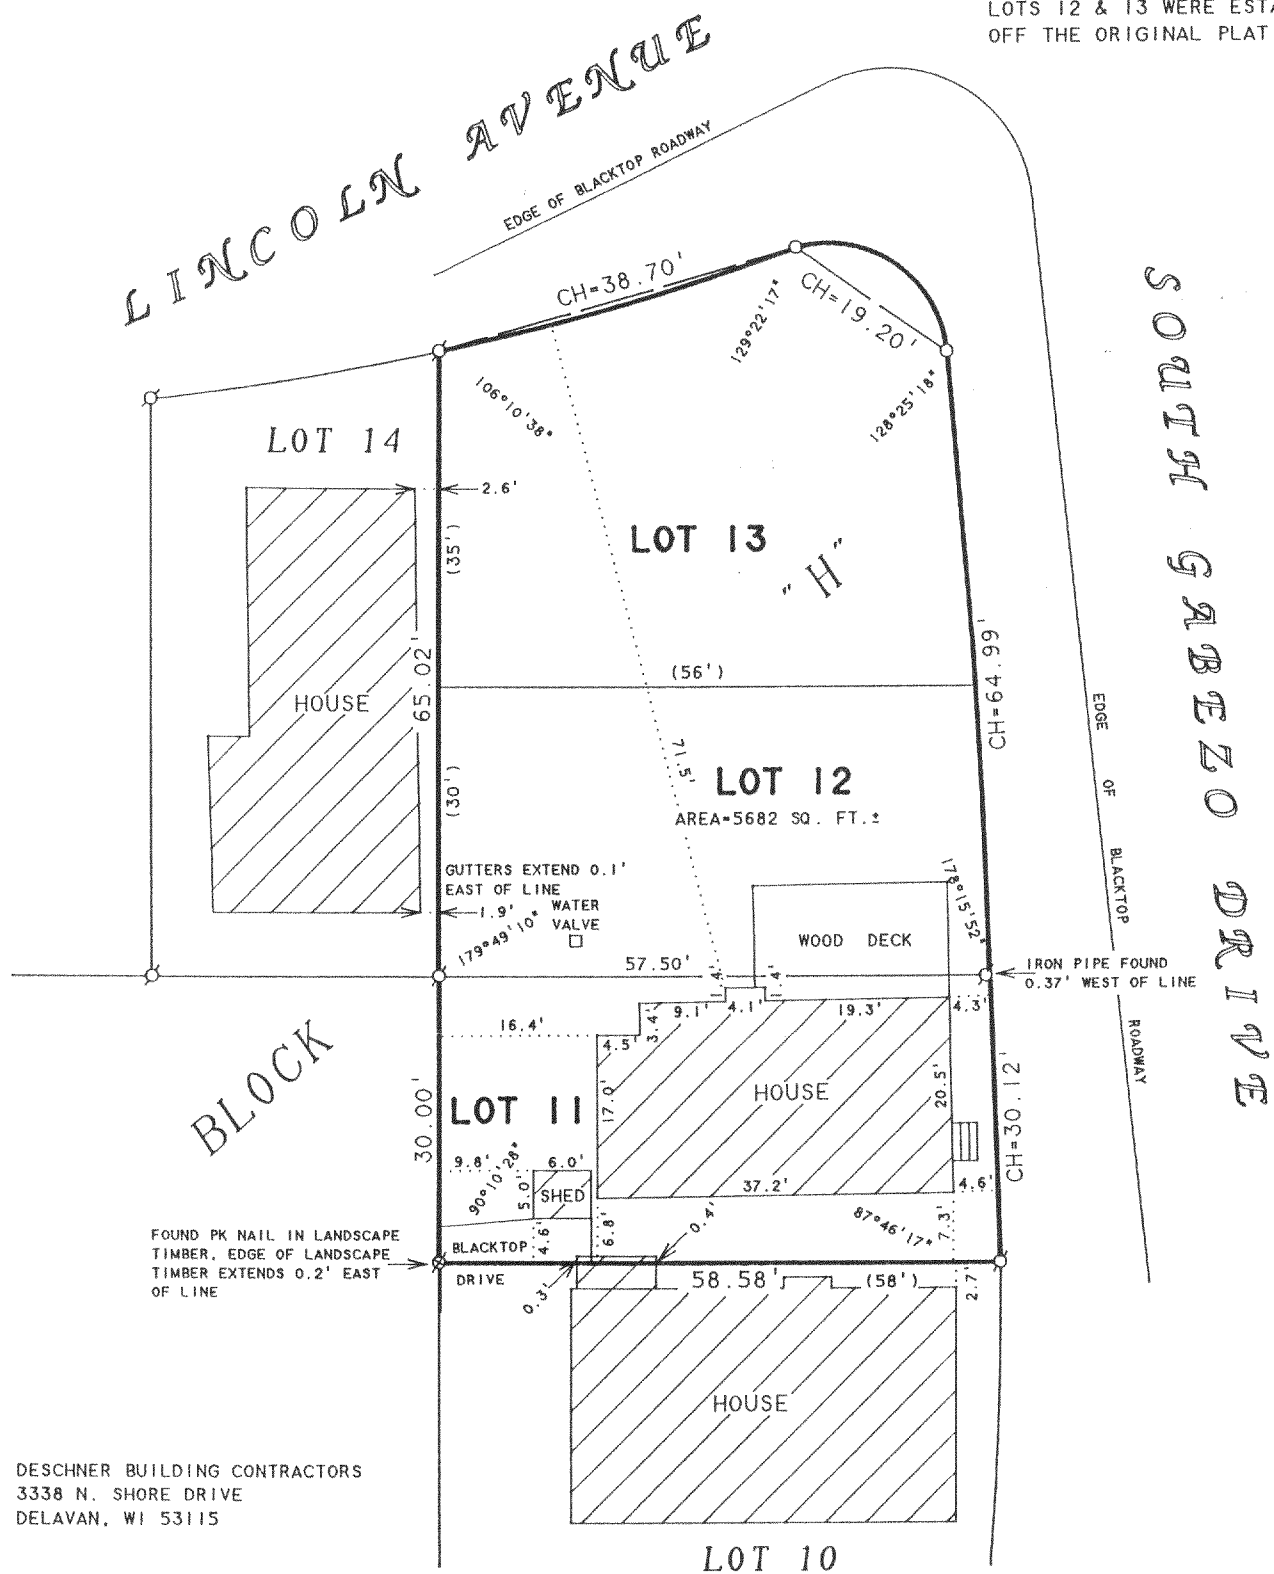 LOTS 12 & 13 WERE ESTA
OFF THE ORIGINAL PLAT
LINCOLN AVENUE
EDGE OF BLACKTOP ROADWAY
CH=38.70'
CH=19.20'
129°22'17"
106°10'38"
128°25'18"
SOUTH GABEZO DRIVE
LOT 14
2.6'
LOT 13
"H"
(35')
65.02'
HOUSE
(56')
CH=64.99'
EDGE OF BLACKTOP ROADWAY
71.5'
LOT 12
AREA=5682 SQ. FT.±
(30')
GUTTERS EXTEND 0.1'
EAST OF LINE
1.9'
WATER
VALVE
179°49'10"
178°15'52"
WOOD DECK
57.50'
IRON PIPE FOUND
0.37' WEST OF LINE
1.4'
1.4'
9.1'
4.1'
19.3'
4.3'
16.4'
4.5'
3.4'
BLOCK
30.00'
LOT 11
17.0'
HOUSE
20.5'
CH=30.12'
9.8'
6.0'
90°10'28"
5.0'
SHED
37.2'
4.6'
4.6'
6.8'
0.4'
87°46'17"
7.3'
FOUND PK NAIL IN LANDSCAPE
TIMBER, EDGE OF LANDSCAPE
TIMBER EXTENDS 0.2' EAST
OF LINE
BLACKTOP
DRIVE
0.3'
58.58'
(58')
2.7'
HOUSE
DESCHNER BUILDING CONTRACTORS
3338 N. SHORE DRIVE
DELAVAN, WI 53115
LOT 10